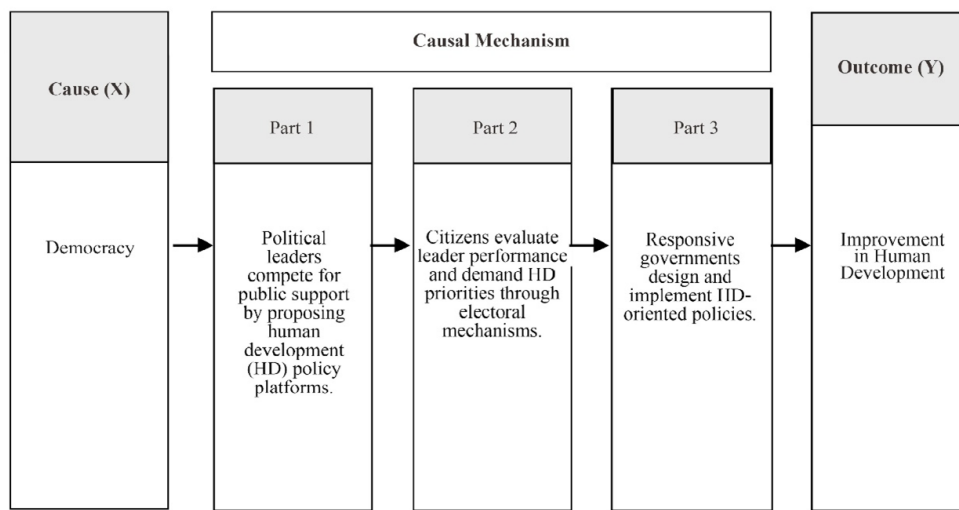 Cause (X)
Causal Mechanism
Outcome (Y)
Part 1
Part 2
Part 3
Democracy
Political
leaders
compete for
public support
by proposing
human
development
(HD) policy
platforms.
Citizens evaluate
leader performance
and demand HD
priorities through
electoral
mechanisms.
Responsive
governments
design and
implement HD-
oriented policies.
Improvement
in Human
Development